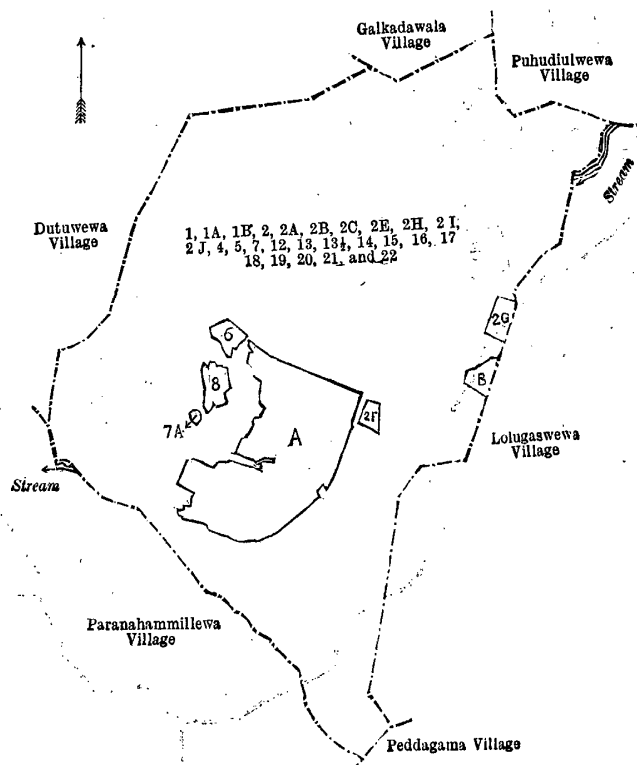 Galkadawala
Village
Puhudiulwewa
Village
Stream
Dutuwewa
Village
1, 1A, 1B, 2, 2A, 2B, 2C, 2E, 2H, 2 I,
2 J, 4, 5, 7, 12, 13, 13½, 14, 15, 16, 17
18, 19, 20, 21, and 22
2G
6
8
B
2F
7A
A
Lolugaswewa
Village
Stream
Paranahammillewa
Village
Peddagama Village